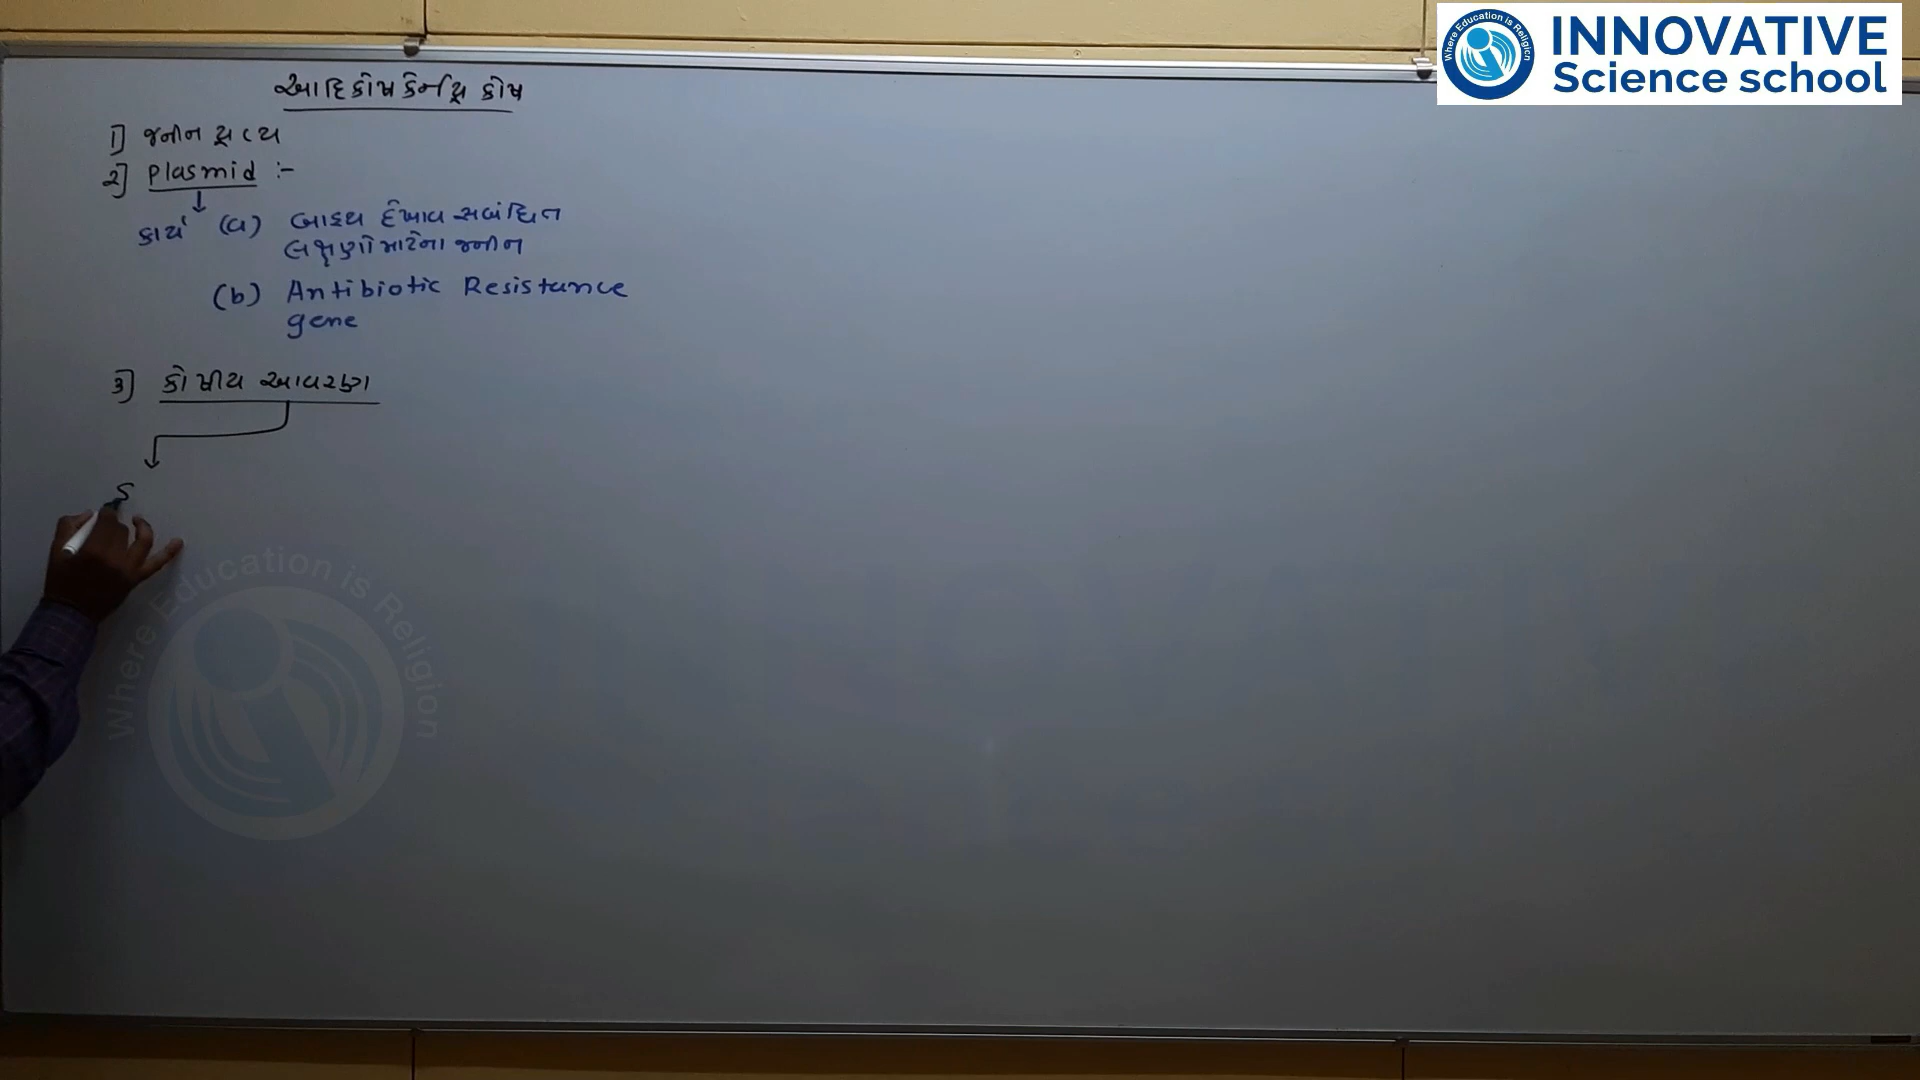 Where Education is Religion
INNOVATIVE
Science school
આદિકોષકેન્દ્રિ કોષ
1] જનીન દ્રવ્ય
2] Plasmid :-
કાર્ય (a) બાહ્ય દેખાવ સબંધિત
લક્ષણો માટેના જનીન
(b) Antibiotic Resistance
gene
3] કોષીય આવરણ
Where Education is Religion